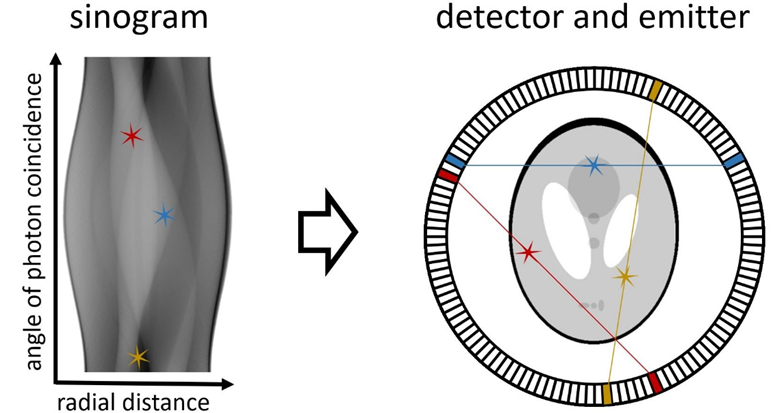 sinogram
detector and emitter
angle of photon coincidence
radial distance